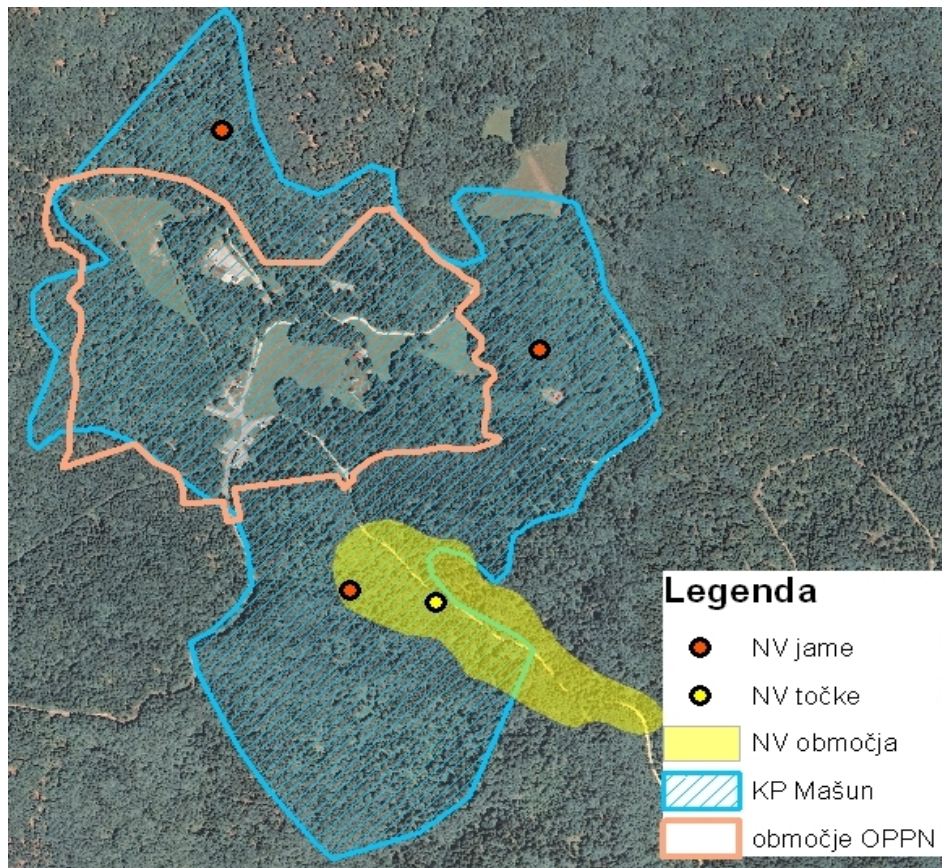 Legenda
NV jame
NV točke
NV območja
KP Mašun
območje OPPN